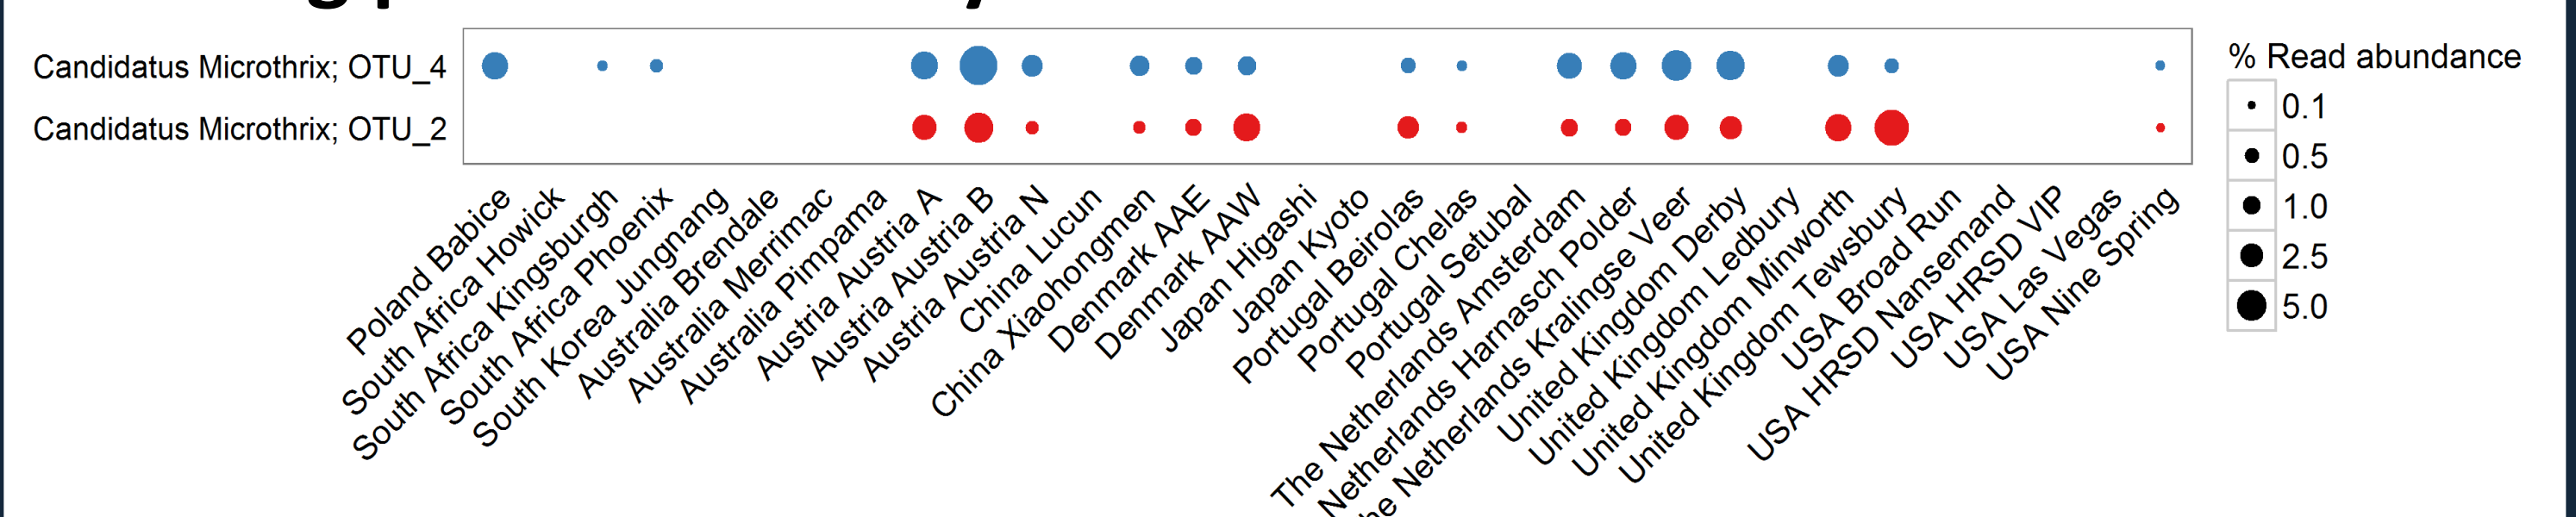 Candidatus Microthrix; OTU_4
Candidatus Microthrix; OTU_2
Poland Babice
South Africa Howick
South Africa Kingsburgh
South Africa Phoenix
South Korea Jungnang
Australia Brendale
Australia Merrimac
Australia Pimpama
Austria Austria A
Austria Austria B
Austria Austria N
China Lucun
China Xiaohongmen
Denmark AAE
Denmark AAW
Japan Higashi
Japan Kyoto
Portugal Beirolas
Portugal Chelas
Portugal Setubal
The Netherlands Amsterdam
Netherlands Harnasch Polder
Netherlands Kralingse Veer
United Kingdom Derby
United Kingdom Ledbury
United Kingdom Minworth
United Kingdom Tewsbury
USA Broad Run
USA HRSD Nansemand
USA HRSD VIP
USA Las Vegas
USA Nine Spring
% Read abundance
0.1
0.5
1.0
2.5
5.0